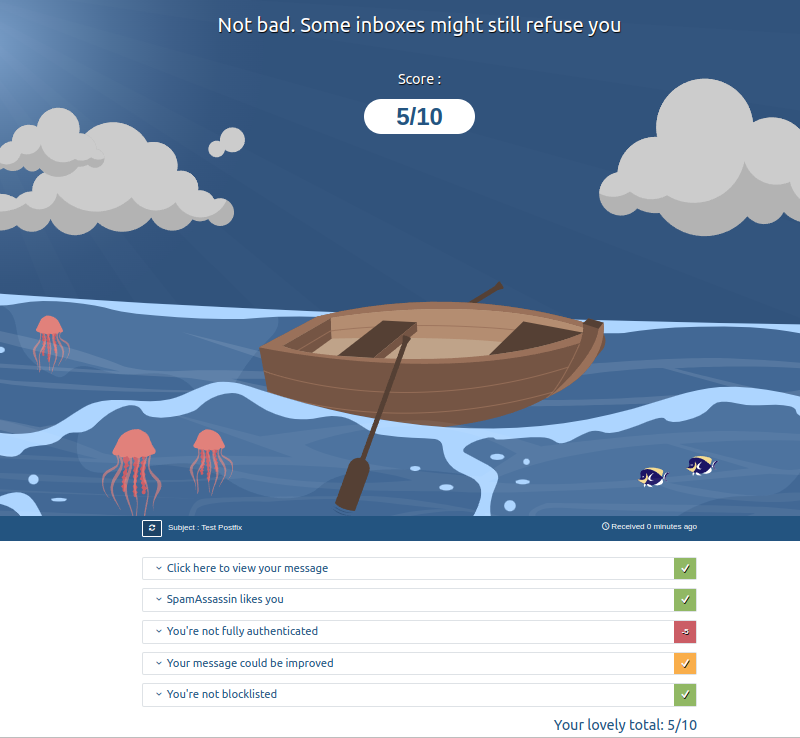 Not bad. Some inboxes might still refuse you
Score :
5/10
Subject : Test Postfix
Received 0 minutes ago
Click here to view your message
SpamAssassin likes you
You're not fully authenticated
-5
Your message could be improved
You're not blocklisted
Your lovely total: 5/10